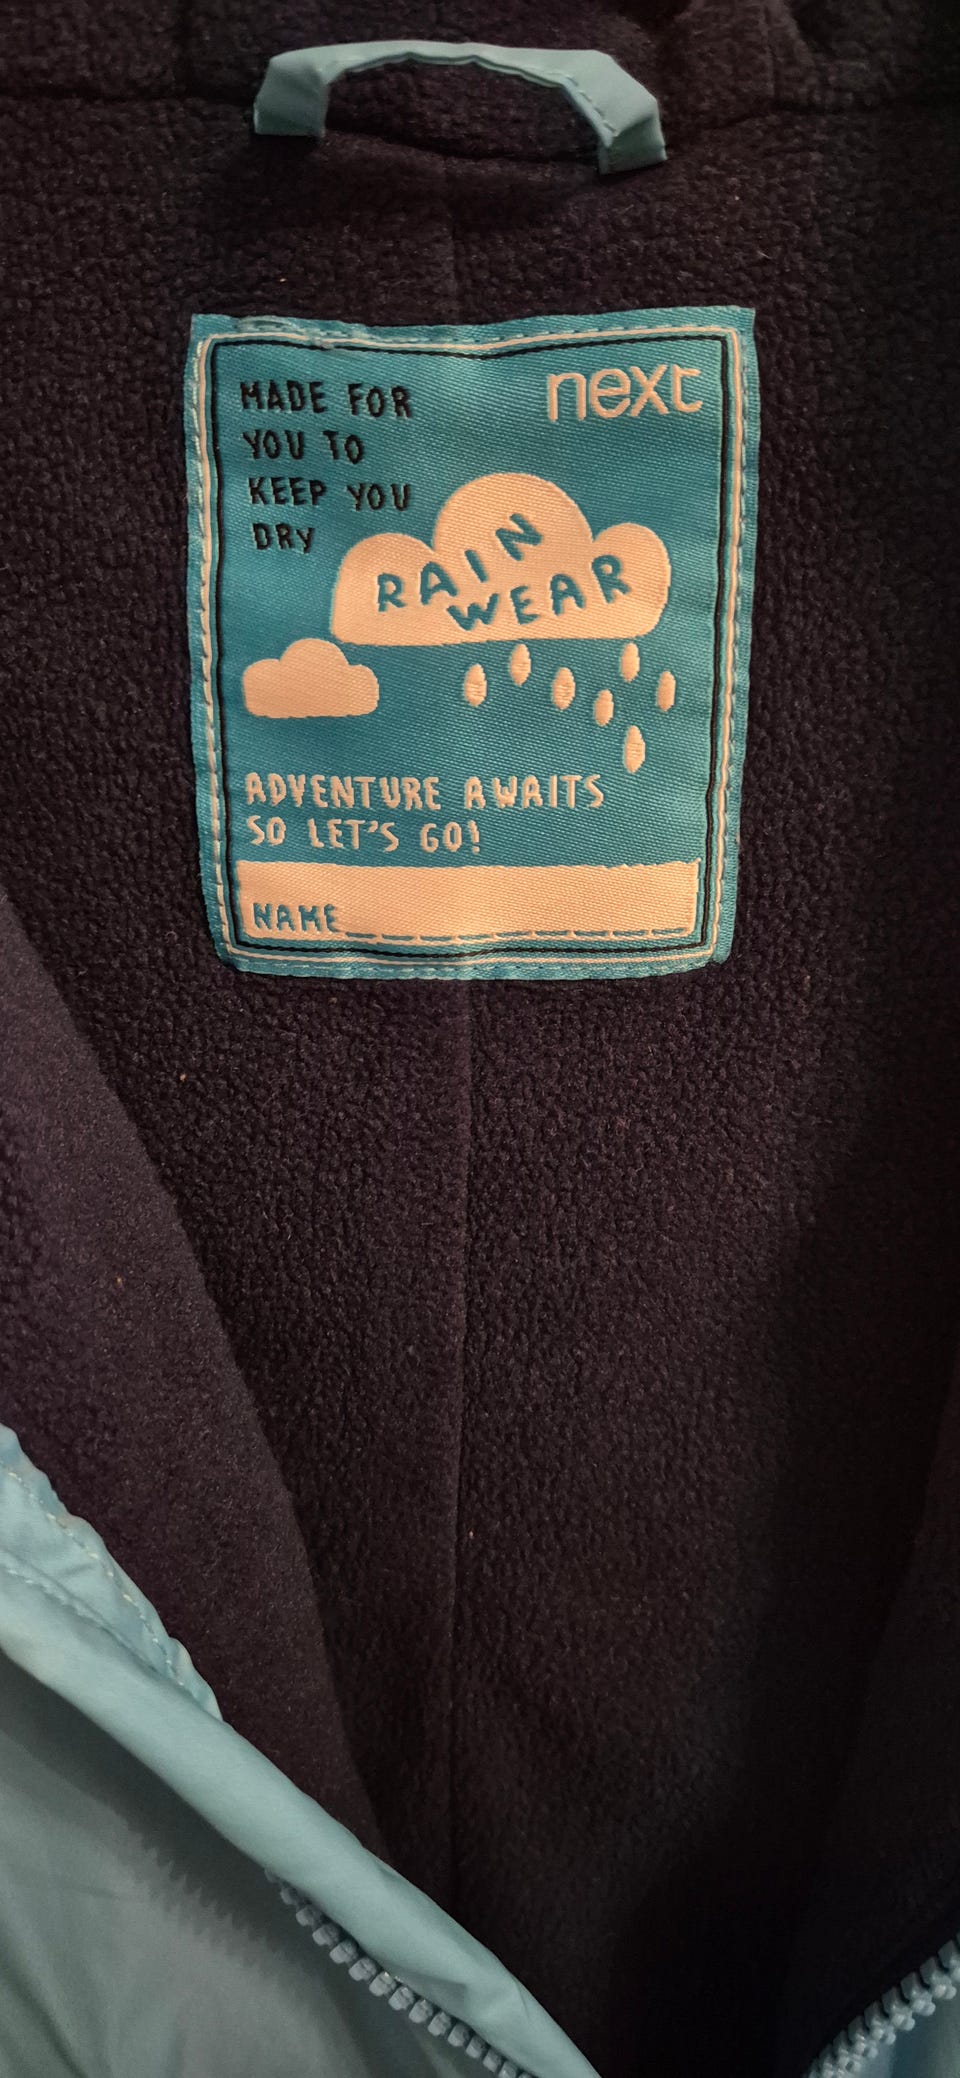 next
MADE FOR
YOU TO
KEEP YOU
DRY
RAIN
WEAR
ADVENTURE AWAITS
SO LET'S GO!
NAME